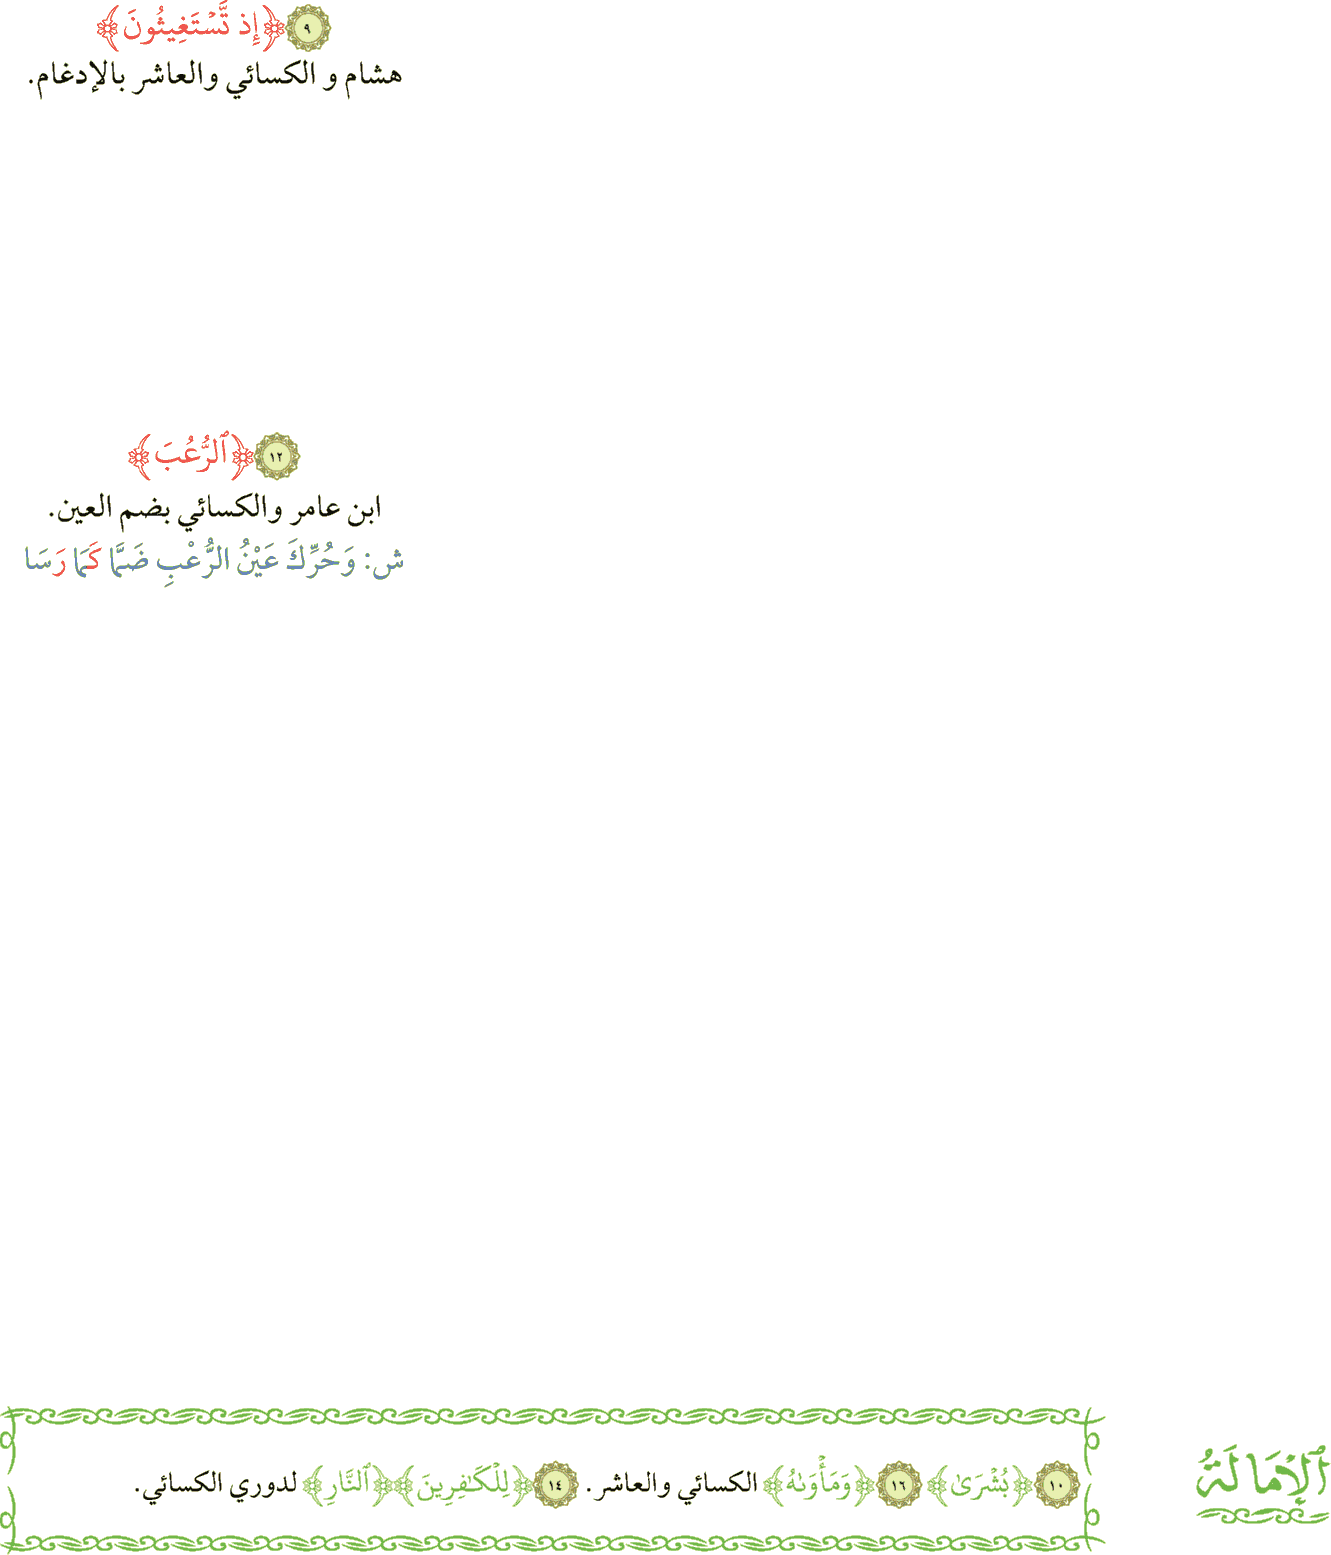 ٩ ﴿إِذ تَّسْتَغِيثُونَ﴾
هشام و الكسائي والعاشر بالإدغام.
١٢ ﴿ٱلرُّعُبَ﴾
ابن عامر والكسائي بضم العين.
ش: وَحُرِّكَ عَيْنُ الرُّعْبِ ضَمًّا كَمَا رَسَا
ٱلْإِمَالَةُ
١٠ ﴿بُشْرَىٰ﴾ ١٦ ﴿وَمَأْوَىٰهُ﴾ الكسائي والعاشر. ١٤ ﴿لِلْكَـٰفِرِينَ﴾ ﴿ٱلنَّارِ﴾ لدوري الكسائي.